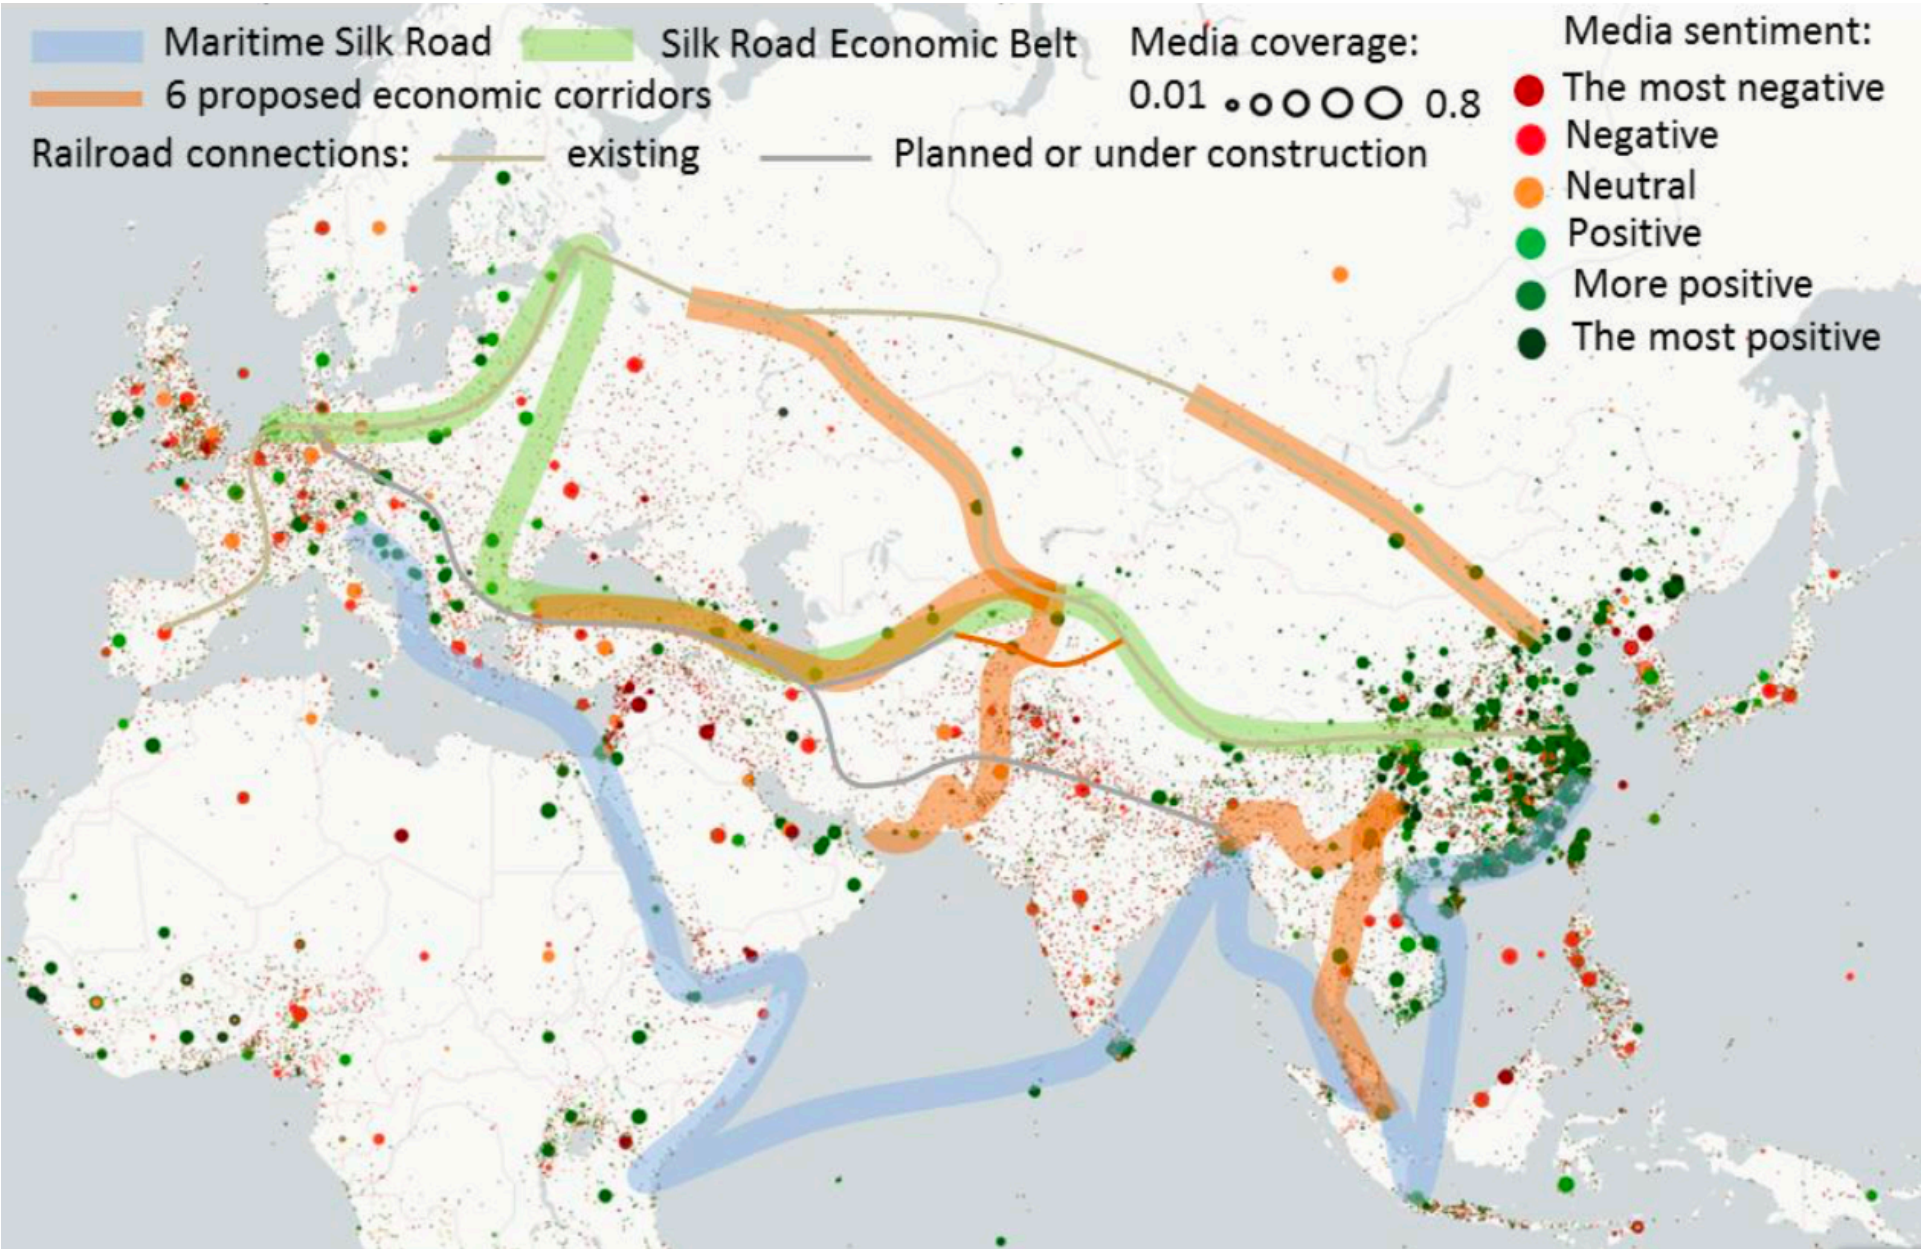 Maritime Silk Road
Silk Road Economic Belt
6 proposed economic corridors
Railroad connections:
existing
Planned or under construction
Media coverage:
0.01
0.8
Media sentiment:
The most negative
Negative
Neutral
Positive
More positive
The most positive